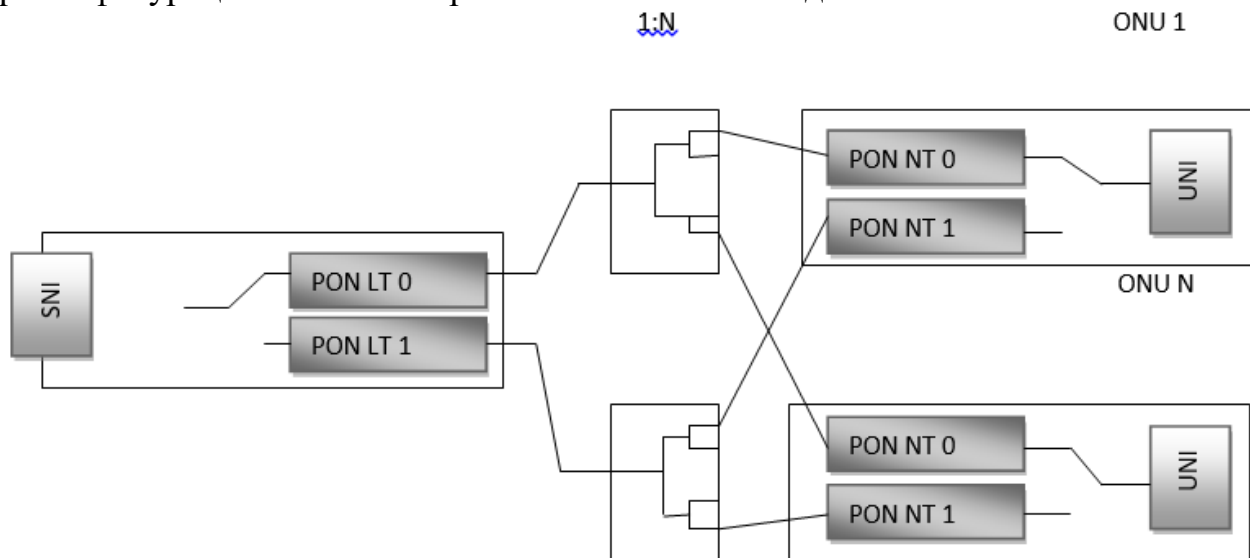 1:N
ONU 1
PON NT 0
UNI
PON NT 1
SNI
PON LT 0
PON LT 1
ONU N
PON NT 0
UNI
PON NT 1